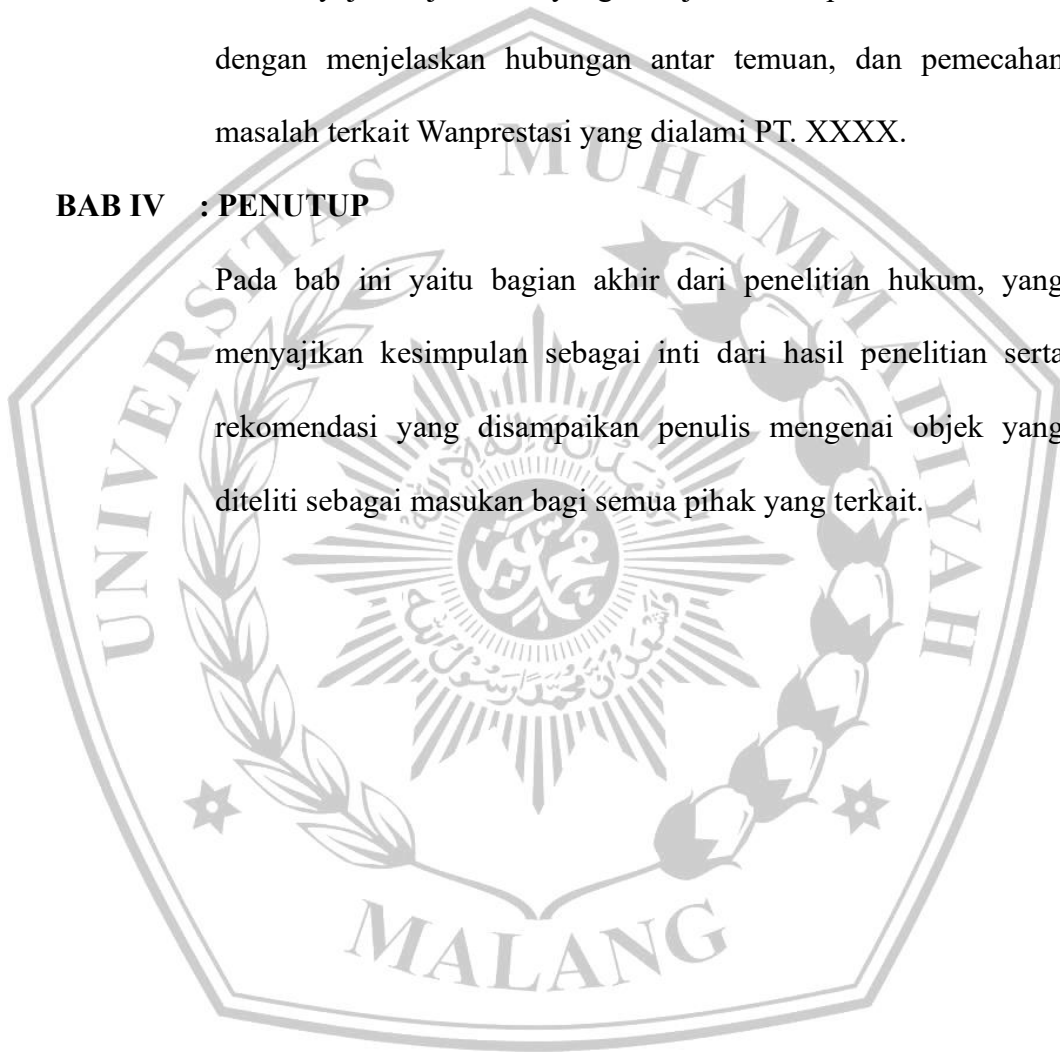 dengan menjelaskan hubungan antar temuan, dan pemecahan
masalah terkait Wanprestasi yang dialami PT. XXXX.
BAB IV : PENUTUP
Pada bab ini yaitu bagian akhir dari penelitian hukum, yang
menyajikan kesimpulan sebagai inti dari hasil penelitian serta
rekomendasi yang disampaikan penulis mengenai objek yang
diteliti sebagai masukan bagi semua pihak yang terkait.
UNIVERSITAS MUHAMMADIYAH
MALANG